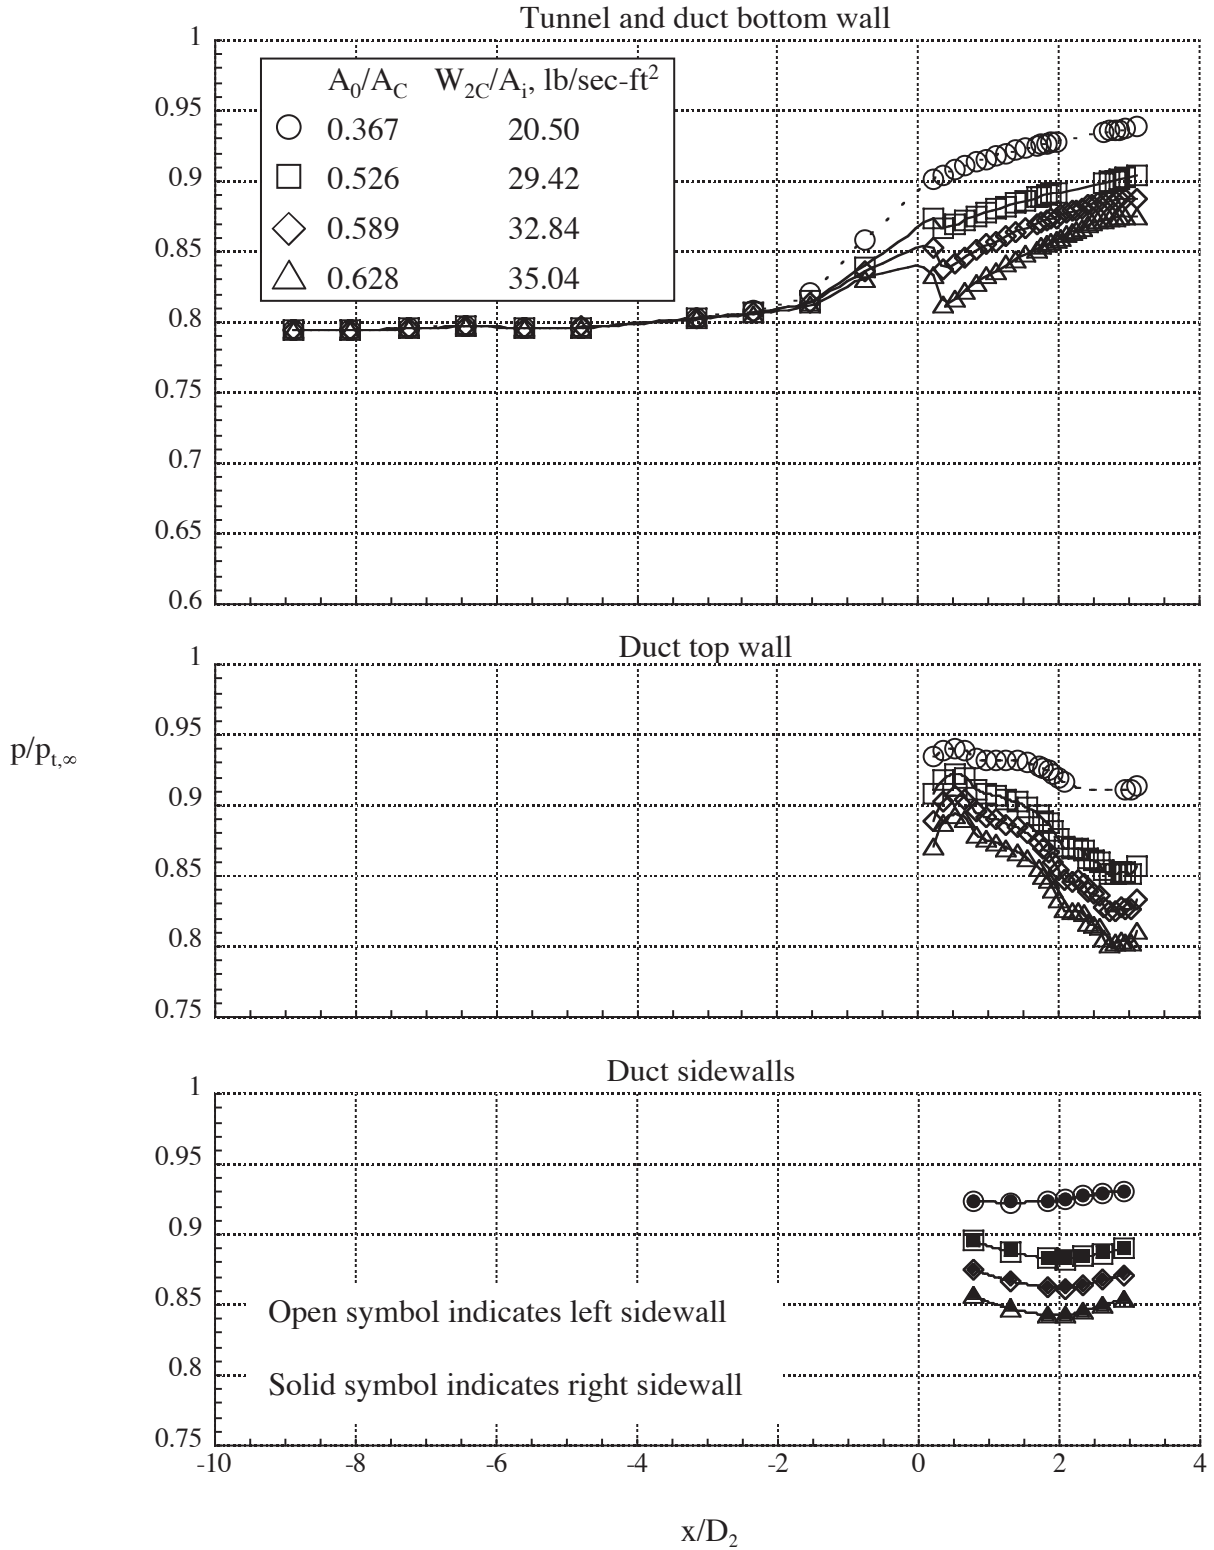 Tunnel and duct bottom wall
1
0.95
0.9
0.85
0.8
0.75
0.7
0.65
0.6
A0/AC W2C/Ai, lb/sec-ft2
0.367 20.50
0.526 29.42
0.589 32.84
0.628 35.04
Duct top wall
1
0.95
0.9
0.85
0.8
0.75
p/pt,∞
Duct sidewalls
1
0.95
0.9
0.85
0.8
0.75
Open symbol indicates left sidewall
Solid symbol indicates right sidewall
-10 -8 -6 -4 -2 0 2 4
x/D2